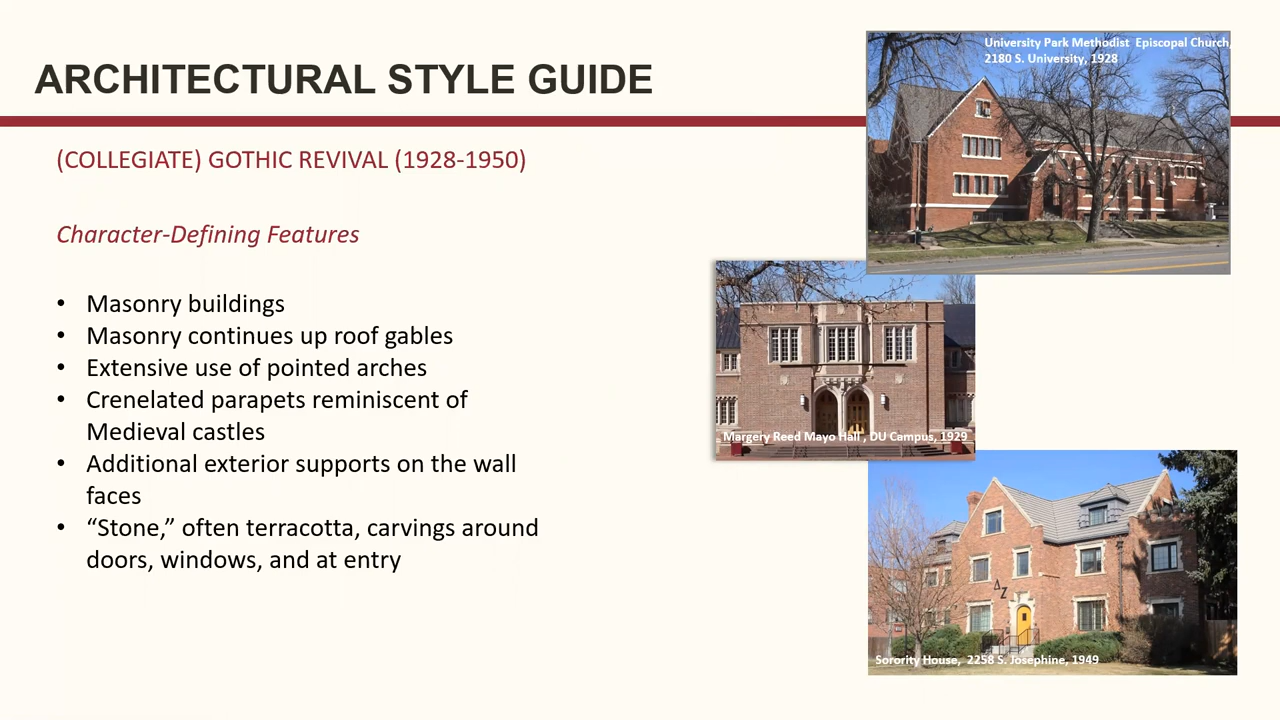 ARCHITECTURAL STYLE GUIDE
(COLLEGIATE) GOTHIC REVIVAL (1928-1950)
Character-Defining Features
• Masonry buildings
• Masonry continues up roof gables
• Extensive use of pointed arches
• Crenelated parapets reminiscent of
Medieval castles
• Additional exterior supports on the wall
faces
• “Stone,” often terracotta, carvings around
doors, windows, and at entry
University Park Methodist Episcopal Church,
2180 S. University, 1928
Margery Reed Mayo Hall , DU Campus, 1929
ΔΖ
Sorority House, 2258 S. Josephine, 1949